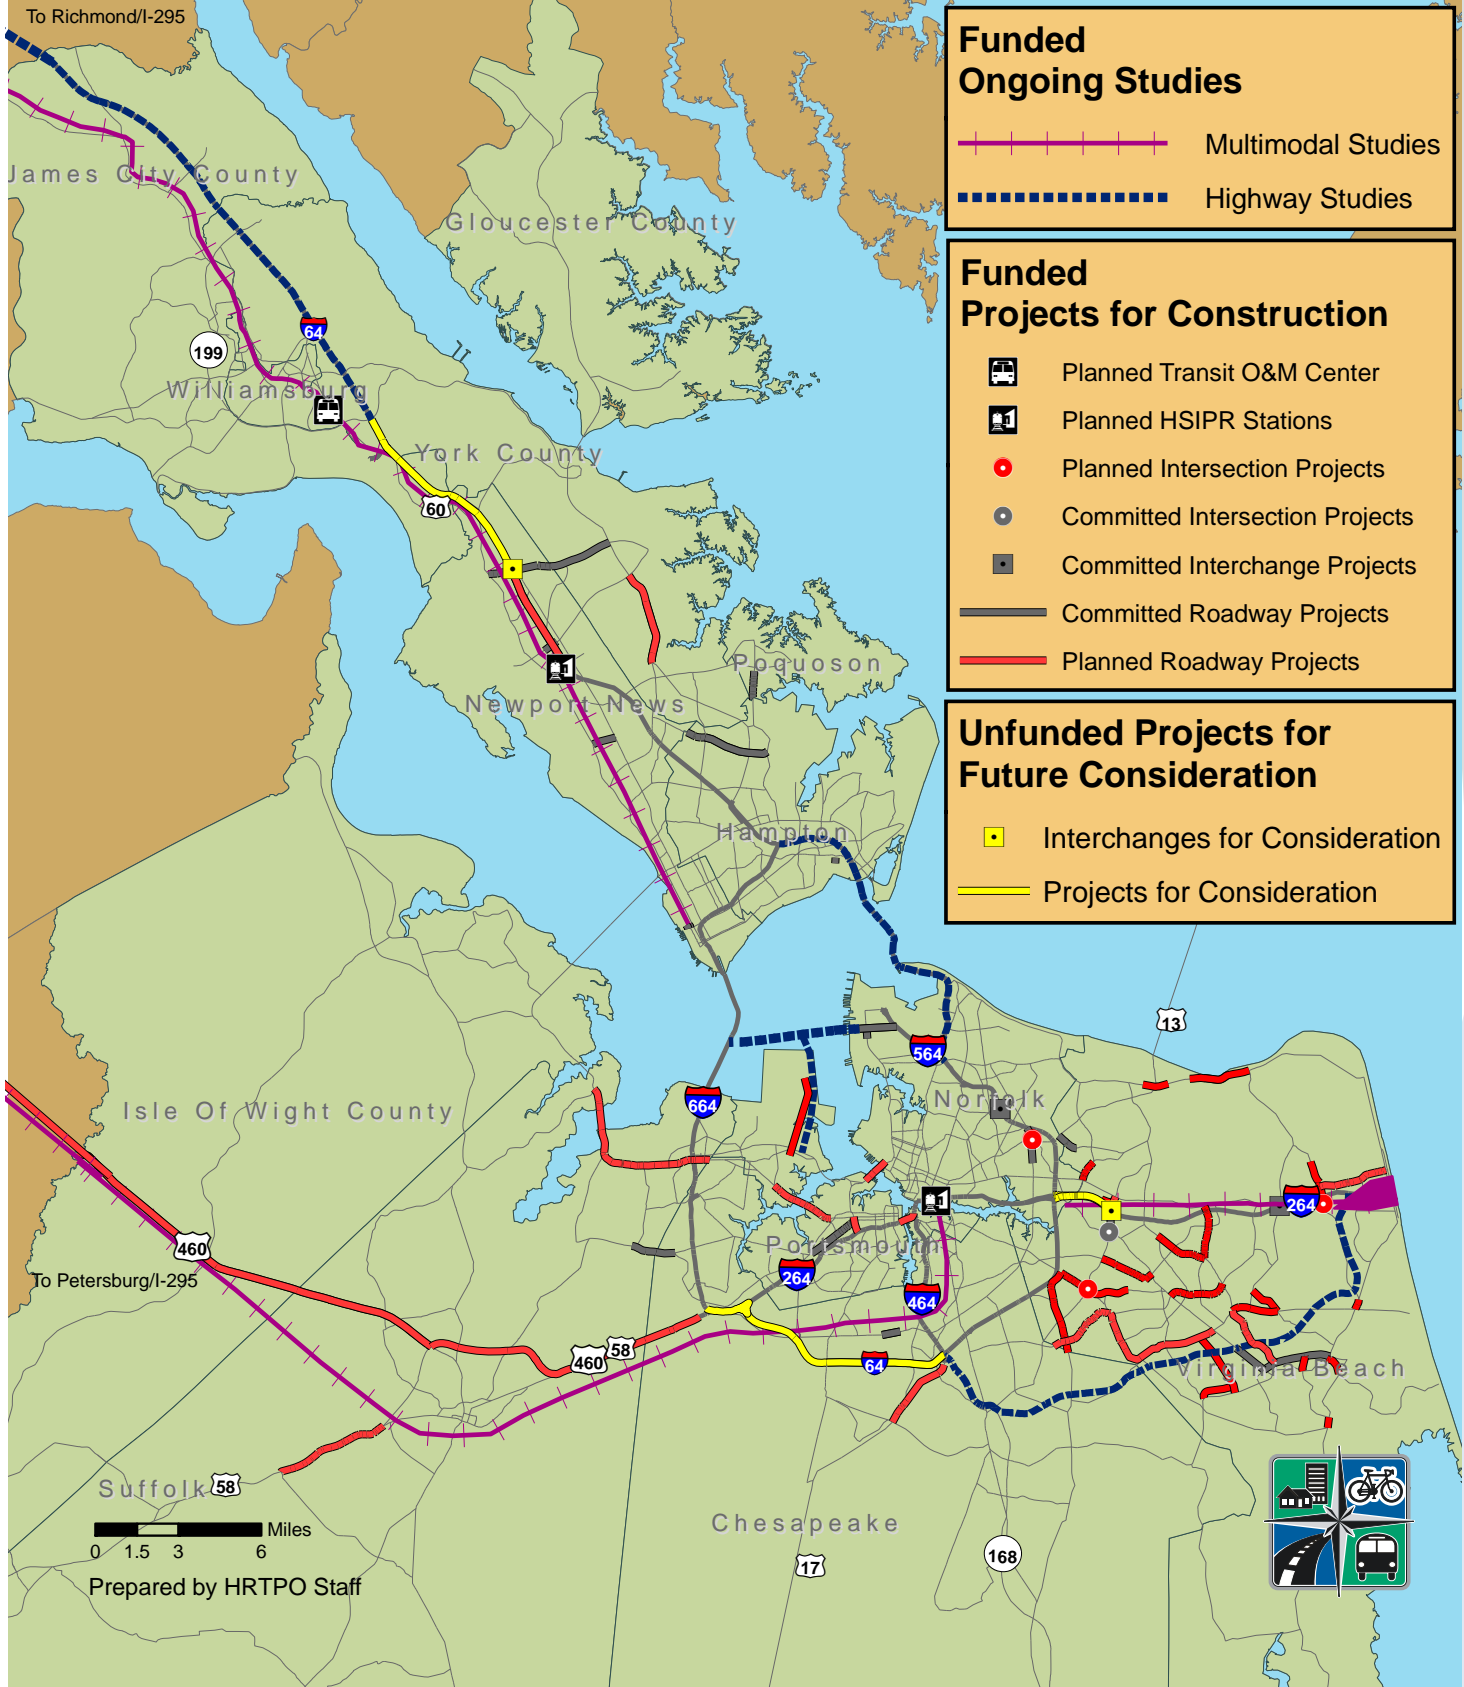 To Richmond/I-295
Funded
Ongoing Studies
Multimodal Studies
Highway Studies
James City County
Gloucester County
Funded
Projects for Construction
Planned Transit O&M Center
Planned HSIPR Stations
Planned Intersection Projects
Committed Intersection Projects
Committed Interchange Projects
Committed Roadway Projects
Planned Roadway Projects
64
199
Williamsburg
York County
60
Poquoson
Newport News
Unfunded Projects for
Future Consideration
Interchanges for Consideration
Projects for Consideration
Hampton
13
564
664
Norfolk
Isle Of Wight County
264
460
Portsmouth
To Petersburg/I-295
264
464
58
460
64
Virginia Beach
Suffolk
58
Chesapeake
Miles
0 1.5 3 6
17
168
Prepared by HRTPO Staff